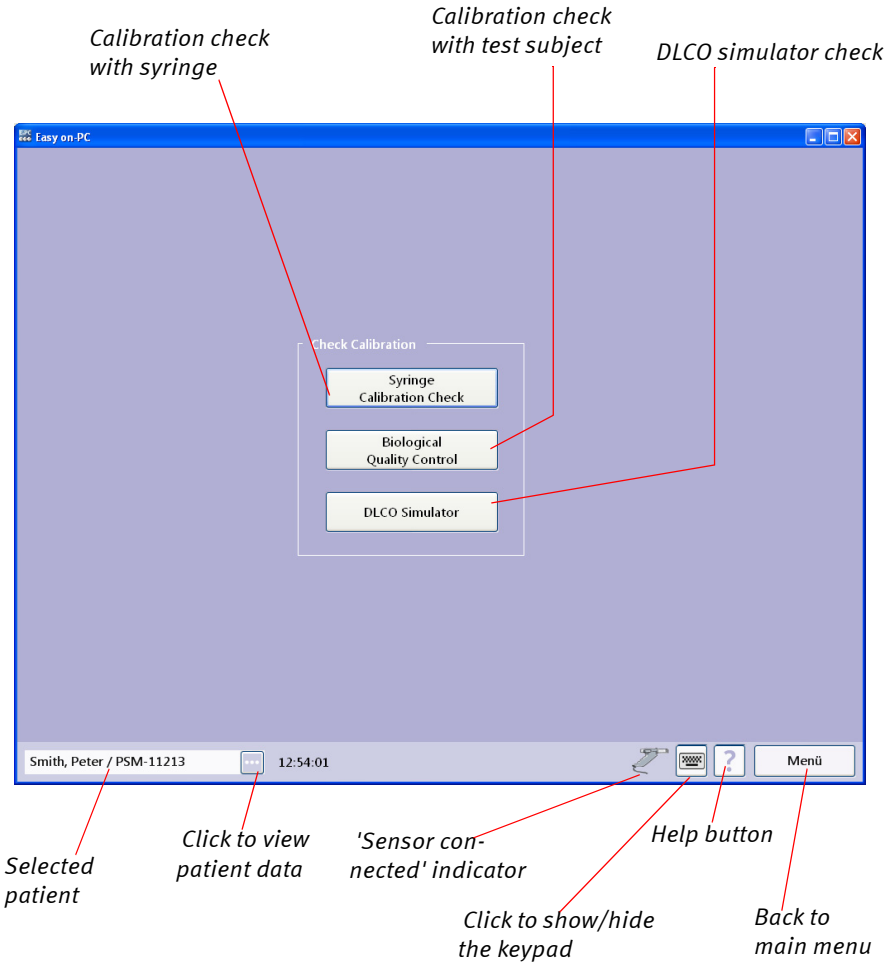 Calibration check
with syringe
Calibration check
with test subject
DLCO simulator check
Easy on-PC
Check Calibration
Syringe
Calibration Check
Biological
Quality Control
DLCO Simulator
Smith, Peter / PSM-11213
...
12:54:01
?
Menü
Selected
patient
Click to view
patient data
'Sensor con-
nected' indicator
Click to show/hide
the keypad
Help button
Back to
main menu